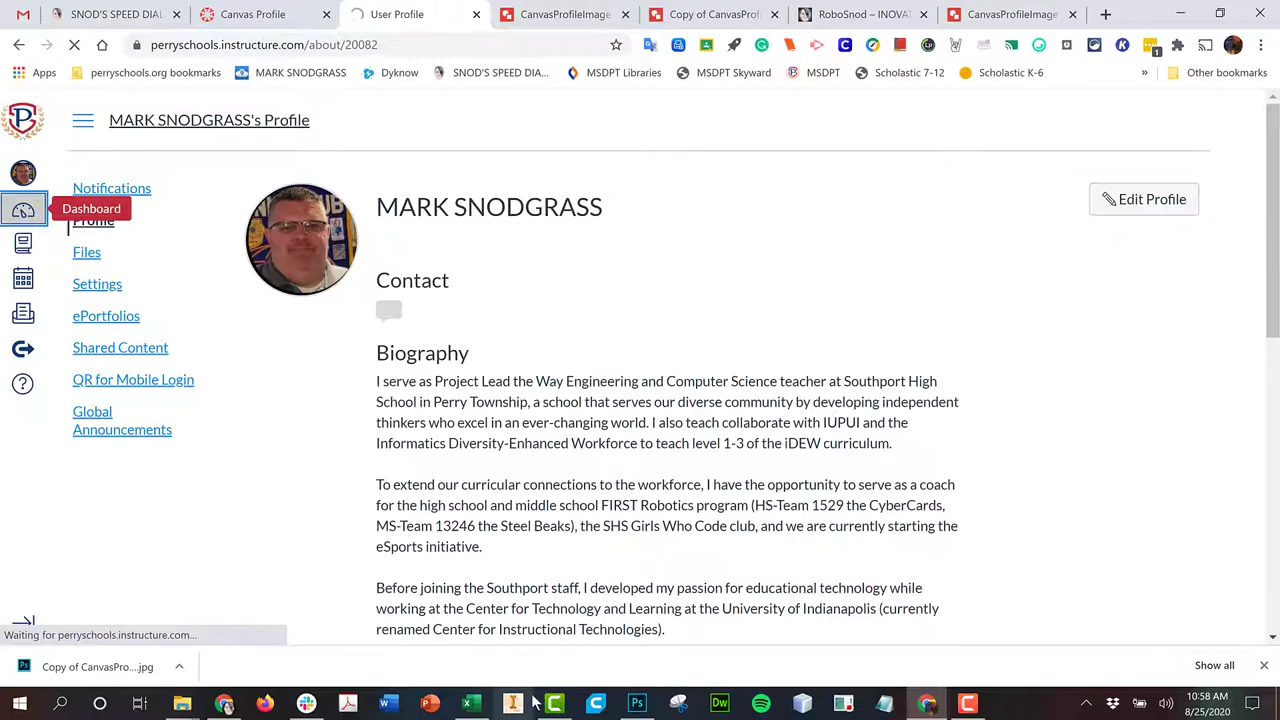 SNOD'S SPEED DIAL
Canvas Profile
User Profile
CanvasProfileImage
Copy of CanvasProf
RoboSnod – INOVAT
CanvasProfileImage
perryschools.instructure.com/about/20082
Apps
perryschools.org bookmarks
MARK SNODGRASS
Dyknow
SNOD'S SPEED DIA...
MSDPT Libraries
MSDPT Skyward
MSDPT
Scholastic 7-12
Scholastic K-6
»
Other bookmarks
MARK SNODGRASS's Profile
Notifications
Dashboard
Profile
Files
Settings
ePortfolios
Shared Content
QR for Mobile Login
Global
Announcements
MARK SNODGRASS
Edit Profile
Contact
Biography
I serve as Project Lead the Way Engineering and Computer Science teacher at Southport High
School in Perry Township, a school that serves our diverse community by developing independent
thinkers who excel in an ever-changing world. I also teach collaborate with IUPUI and the
Informatics Diversity-Enhanced Workforce to teach level 1-3 of the iDEW curriculum.
To extend our curricular connections to the workforce, I have the opportunity to serve as a coach
for the high school and middle school FIRST Robotics program (HS-Team 1529 the CyberCards,
MS-Team 13246 the Steel Beaks), the SHS Girls Who Code club, and we are currently starting the
eSports initiative.
Before joining the Southport staff, I developed my passion for educational technology while
working at the Center for Technology and Learning at the University of Indianapolis (currently
renamed Center for Instructional Technologies).
Waiting for perryschools.instructure.com...
Copy of CanvasPro....jpg
Show all
10:58 AM
8/25/2020